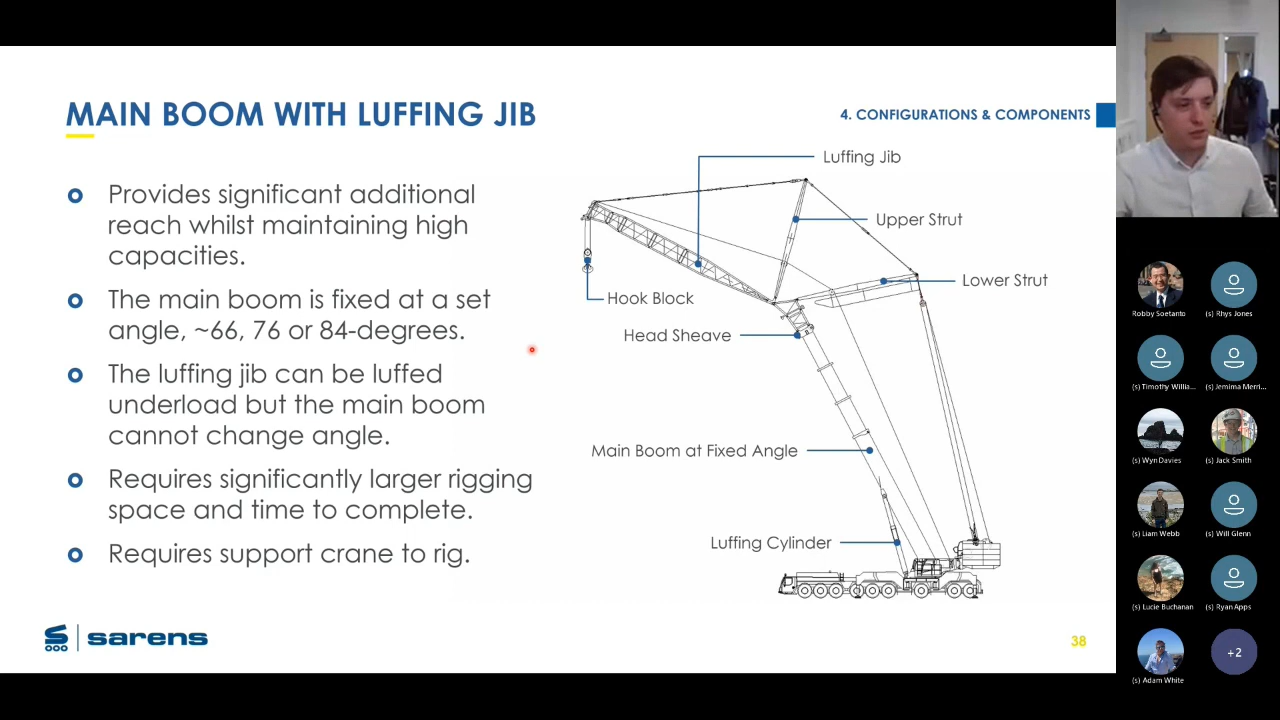 MAIN BOOM WITH LUFFING JIB
4. CONFIGURATIONS & COMPONENTS
Provides significant additional
reach whilst maintaining high
capacities.
The main boom is fixed at a set
angle, ~66, 76 or 84-degrees.
The luffing jib can be luffed
underload but the main boom
cannot change angle.
Requires significantly larger rigging
space and time to complete.
Requires support crane to rig.
Luffing Jib
Upper Strut
Lower Strut
Hook Block
Head Sheave
Main Boom at Fixed Angle
Luffing Cylinder
sarens
38
Robby Soetanto
(s) Rhys Jones
(s) Timothy Willia...
(s) Jemima Merri...
(s) Wyn Davies
(s) Jack Smith
(s) Liam Webb
(s) Will Glenn
(s) Lucie Buchanan
(s) Ryan Apps
(s) Adam White
+2